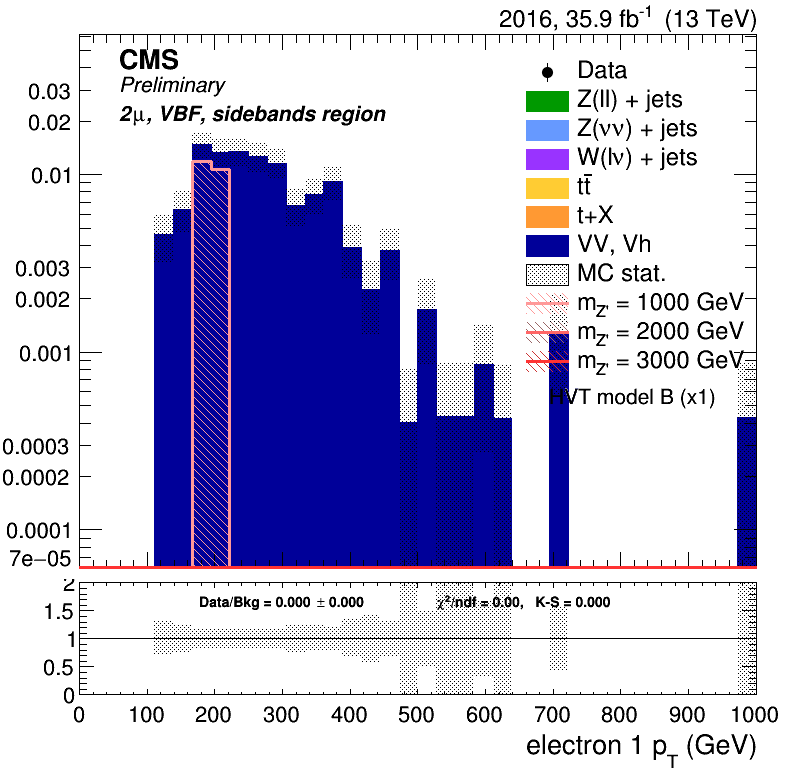 2016, 35.9 fb⁻¹ (13 TeV)
CMS
Preliminary
2μ, VBF, sidebands region
Data
Z(ll) + jets
Z(νν) + jets
W(lν) + jets
tt̄
t+X
VV, Vh
MC stat.
m_Z' = 1000 GeV
m_Z' = 2000 GeV
m_Z' = 3000 GeV
HVT model B (x1)
0.03
0.02
0.01
0.003
0.002
0.001
0.0003
0.0002
0.0001
7e−05
Data/Bkg = 0.000 ± 0.000 χ²/ndf = 0.00, K-S = 0.000
2
1.5
1
0.5
0
0 100 200 300 400 500 600 700 800 900 1000
electron 1 p_T (GeV)